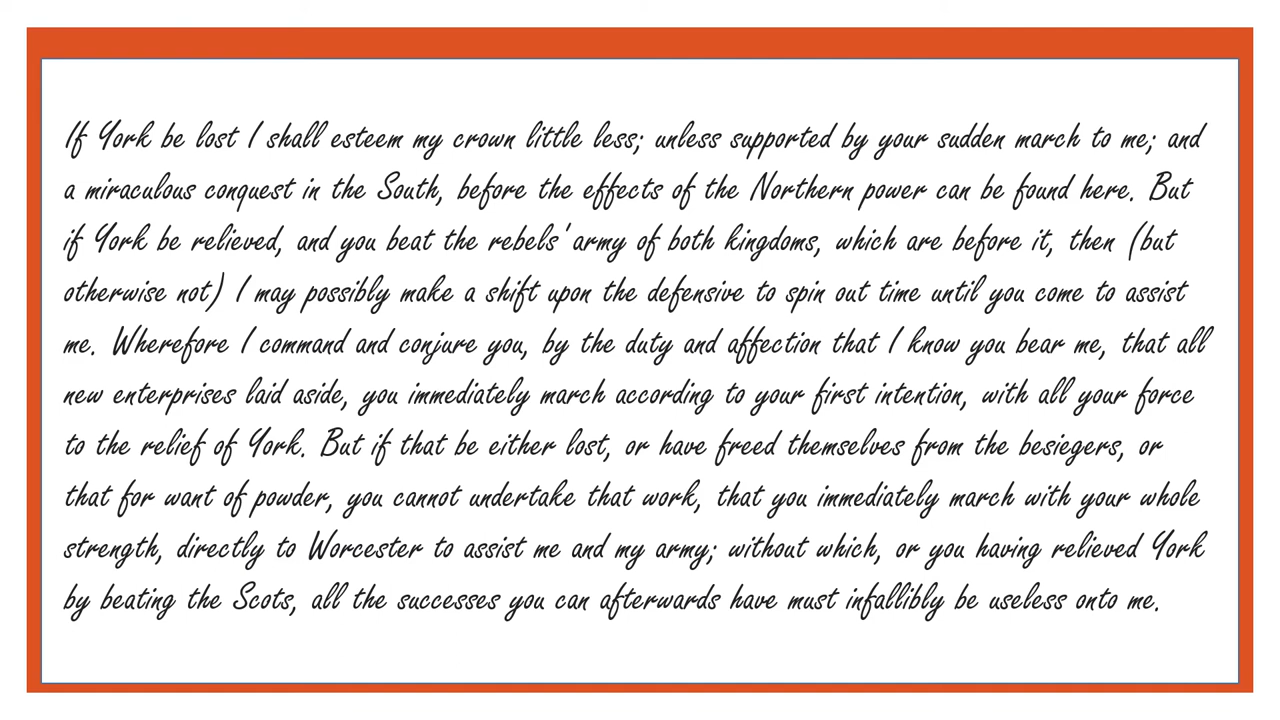 If York be lost I shall esteem my crown little less; unless supported by your sudden march to me; and
a miraculous conquest in the South, before the effects of the Northern power can be found here. But
if York be relieved, and you beat the rebels' army of both kingdoms, which are before it, then (but
otherwise not) I may possibly make a shift upon the defensive to spin out time until you come to assist
me. Wherefore I command and conjure you, by the duty and affection that I know you bear me, that all
new enterprises laid aside, you immediately march according to your first intention, with all your force
to the relief of York. But if that be either lost, or have freed themselves from the besiegers, or
that for want of powder, you cannot undertake that work, that you immediately march with your whole
strength, directly to Worcester to assist me and my army; without which, or you having relieved York
by beating the Scots, all the successes you can afterwards have must infallibly be useless onto me.